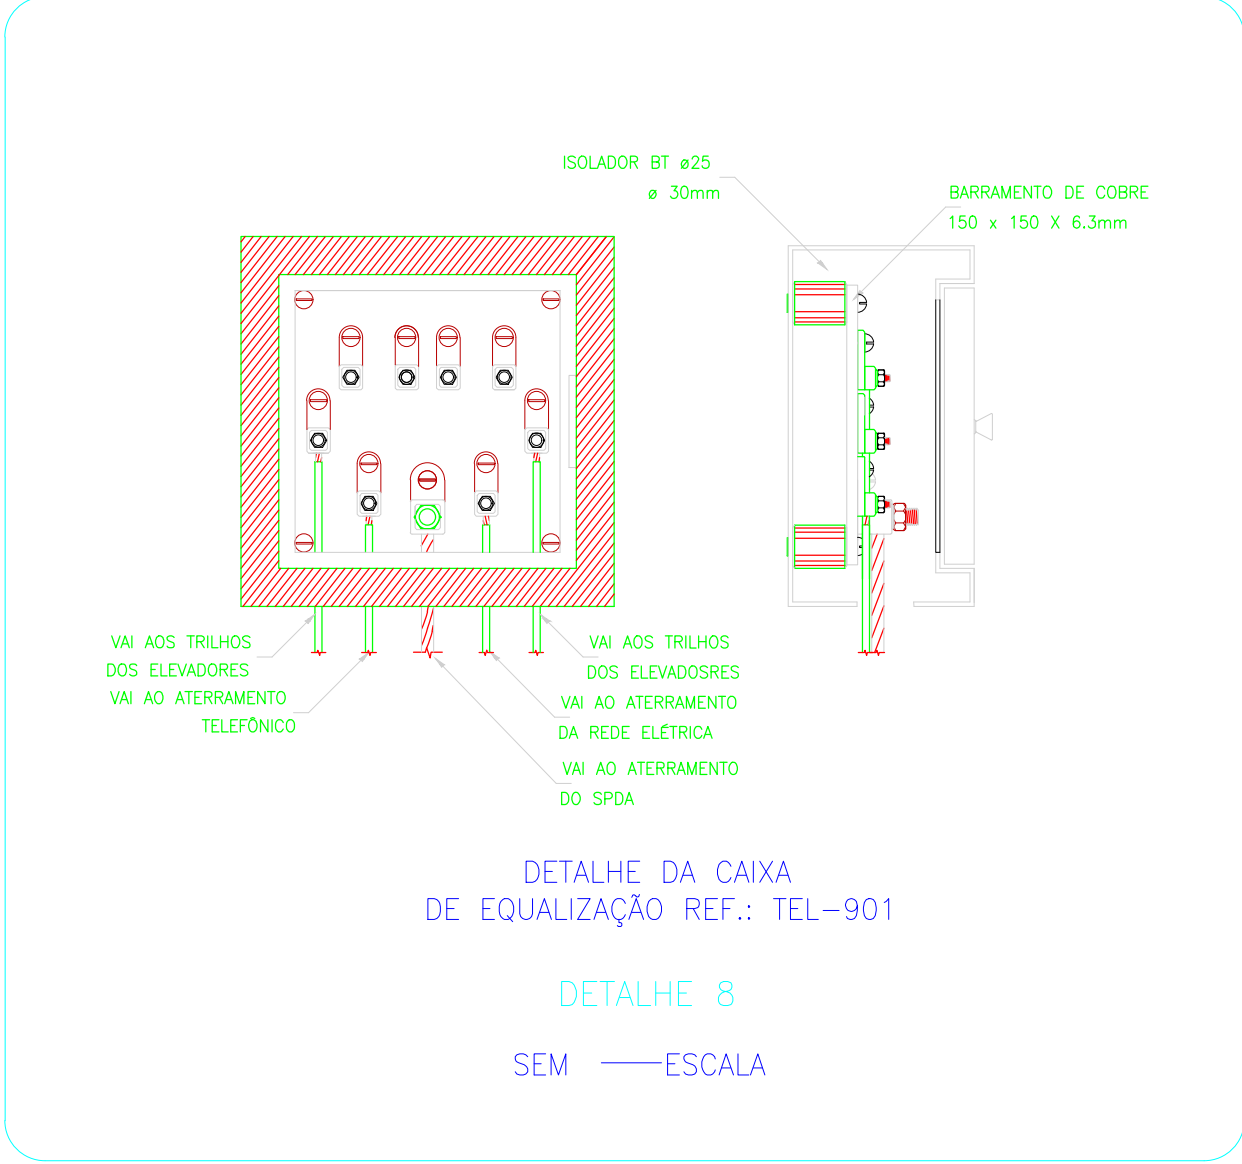 ISOLADOR BT ø25
ø 30mm
BARRAMENTO DE COBRE
150 x 150 X 6.3mm
VAI AOS TRILHOS
DOS ELEVADORES
VAI AO ATERRAMENTO
TELEFÔNICO
VAI AOS TRILHOS
DOS ELEVADOSRES
VAI AO ATERRAMENTO
DA REDE ELÉTRICA
VAI AO ATERRAMENTO
DO SPDA
DETALHE DA CAIXA
DE EQUALIZAÇÃO REF.: TEL-901
DETALHE 8
SEM ESCALA